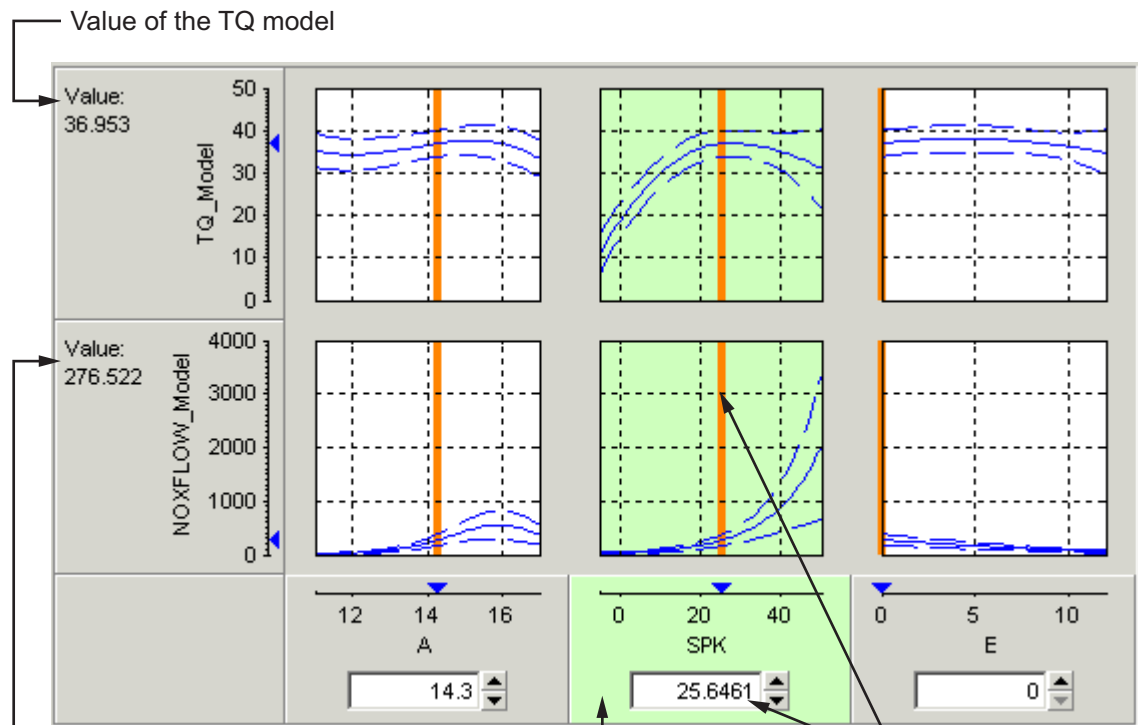 Value of the TQ model
Value:
36.953
TQ_Model
50
40
30
20
10
0
Value:
276.522
NOXFLOW_Model
4000
3000
2000
1000
0
12 14 16
A
14.3
0 20 40
SPK
25.6461
0 5 10
E
0